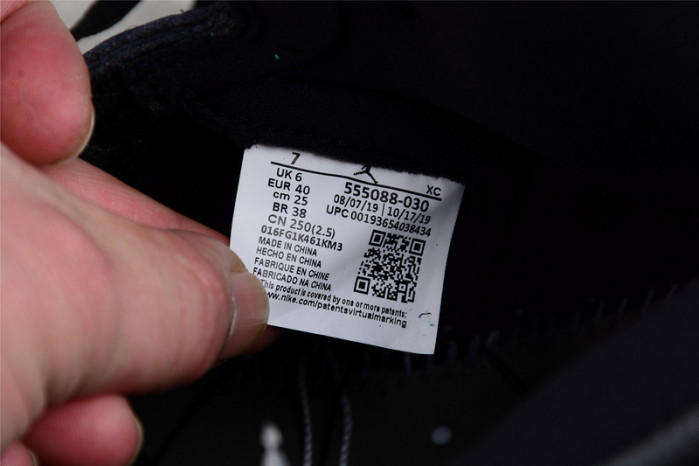 7
XC
UK 6
EUR 40
cm 25
BR 38
CN 250(2.5)
555088-030
08/07/19 | 10/17/19
UPC 00193654038434
016FG1K461KM3
MADE IN CHINA
HECHO EN CHINA
FABRIQUE EN CHINE
FABRICADO NA CHINA
This product is covered by one or more patents:
www.nike.com/patentsvirtualmarking